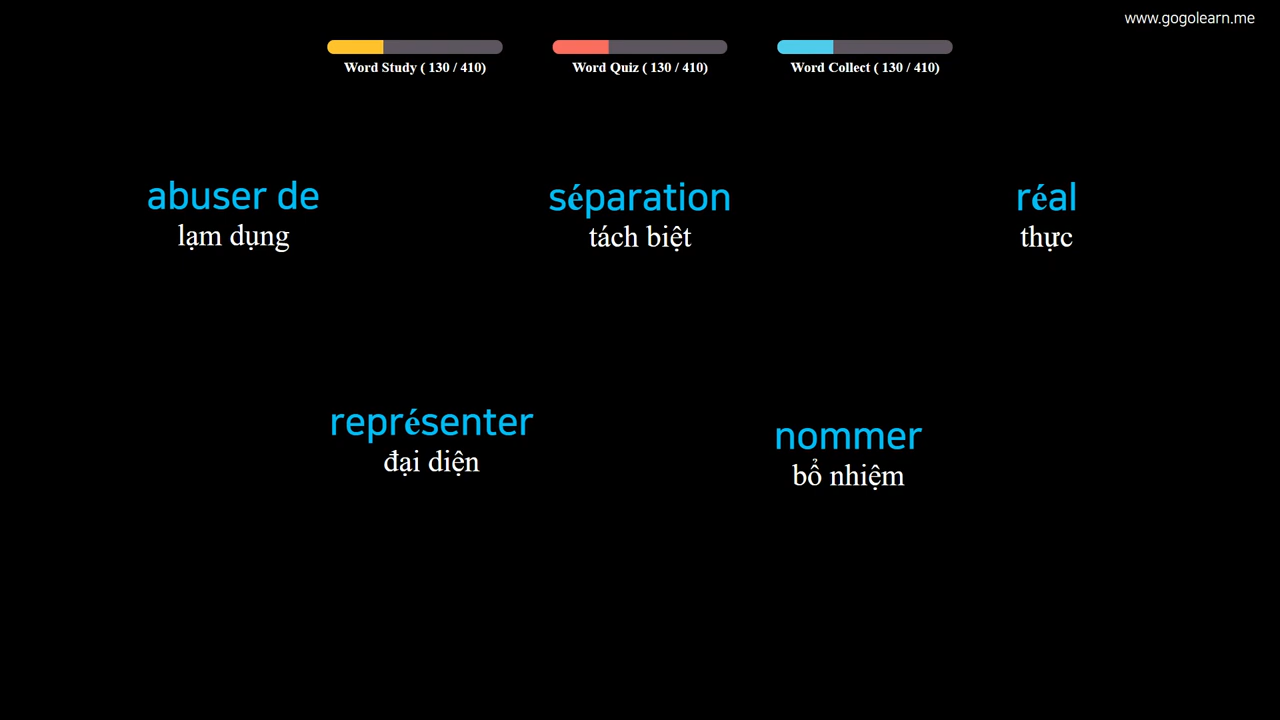 www.gogolearn.me
Word Study ( 130 / 410)
Word Quiz ( 130 / 410)
Word Collect ( 130 / 410)
abuser de
lạm dụng
séparation
tách biệt
réal
thực
représenter
đại diện
nommer
bổ nhiệm